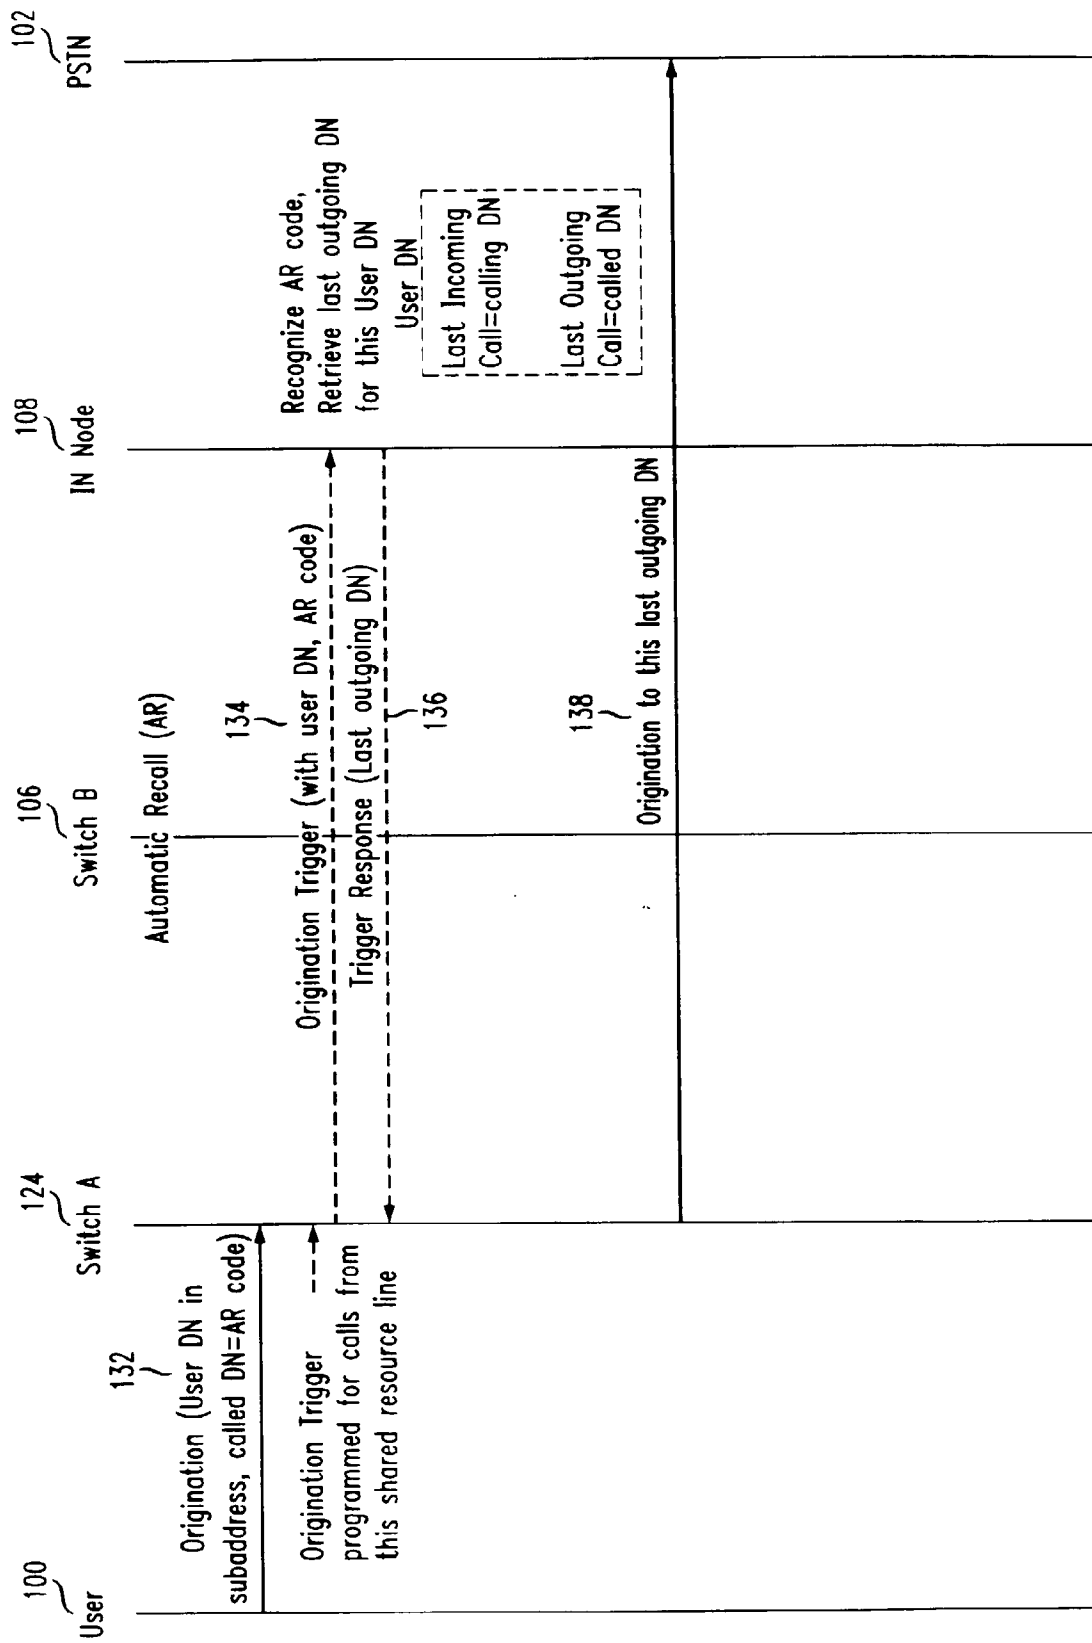 100
User
124
Switch A
106
Switch B
108
IN Node
102
PSTN
Automatic Recall (AR)
132
Origination (User DN in
subaddress, called DN=AR code)
Origination Trigger
programmed for calls from
this shared resource line
134
Origination Trigger (with user DN, AR code)
Trigger Response (Last outgoing DN)
136
Recognize AR code,
Retrieve last outgoing DN
for this User DN
User DN
Last Incoming
Call=calling DN
Last Outgoing
Call=called DN
138
Origination to this last outgoing DN